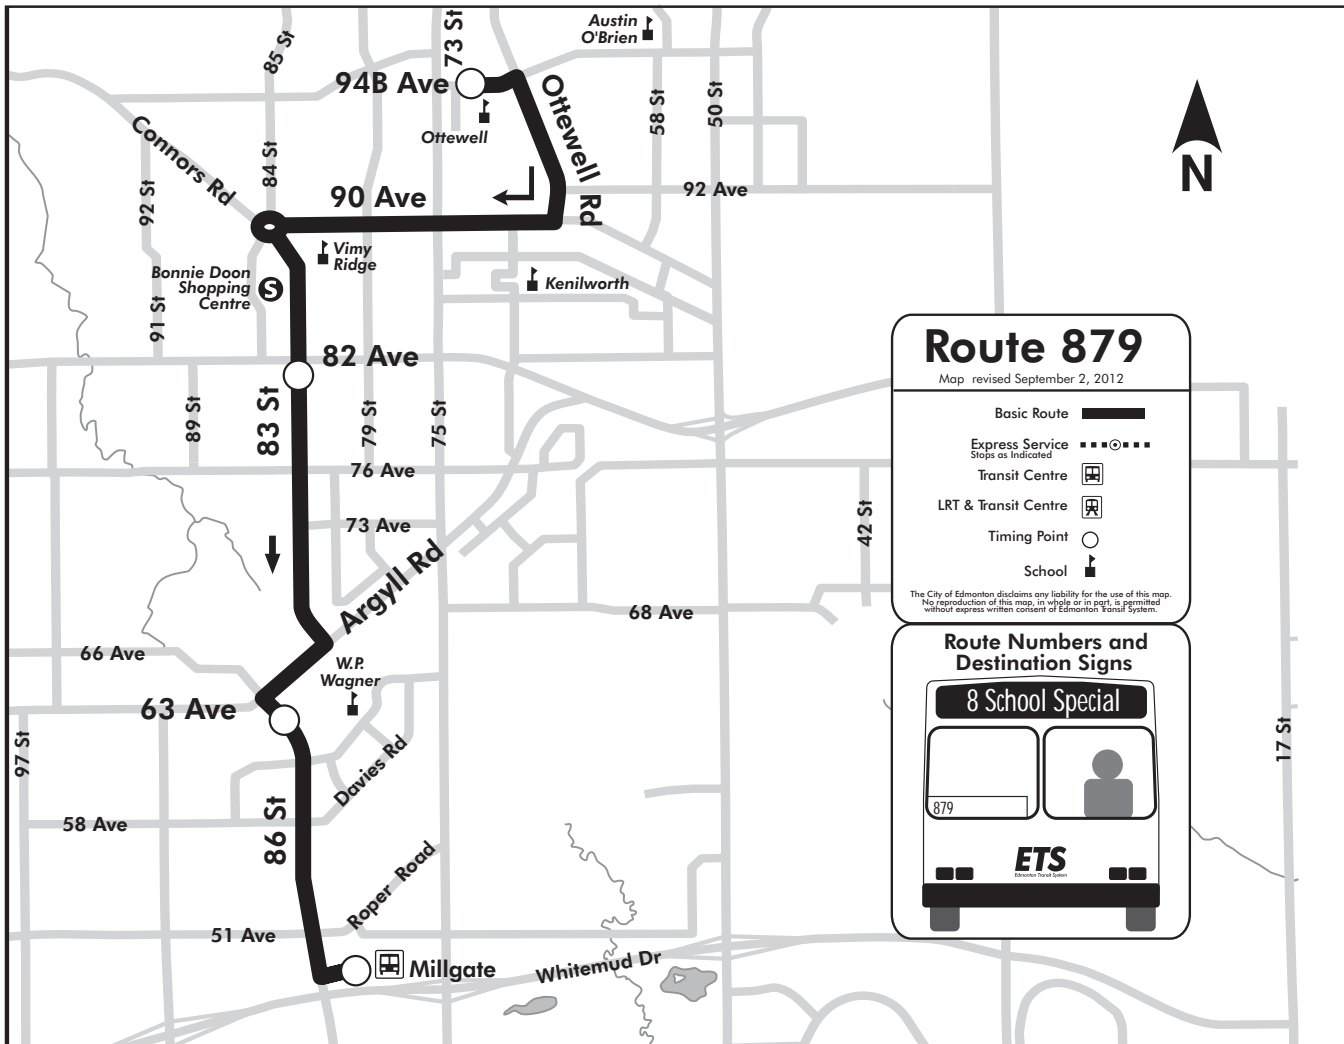 Austin
O'Brien
85 St
73 St
94B Ave
Ottewell
Ottewell Rd
58 St
50 St
Connors Rd
84 St
92 St
90 Ave
92 Ave
N
Vimy
Ridge
Bonnie Doon
Shopping
Centre
S
Kenilworth
91 St
82 Ave
83 St
89 St
79 St
75 St
76 Ave
73 Ave
Argyll Rd
42 St
68 Ave
66 Ave
W.P.
Wagner
63 Ave
97 St
17 St
Davies Rd
58 Ave
86 St
Roper Road
51 Ave
Millgate
Whitemud Dr
Route 879
Map revised September 2, 2012
Basic Route
Express Service
Stops as Indicated
Transit Centre
LRT & Transit Centre
Timing Point
School
The City of Edmonton disclaims any liability for the use of this map.
No reproduction of this map, in whole or in part, is permitted
without express written consent of Edmonton Transit System.
Route Numbers and
Destination Signs
8 School Special
879
ETS
Edmonton Transit System